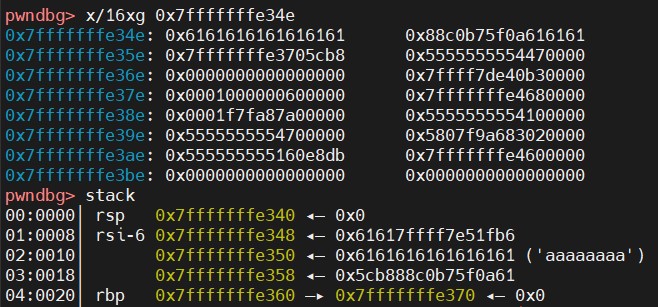 pwndbg> x/16xg 0x7fffffffe34e
0x7fffffffe34e: 0x6161616161616161 0x88c0b75f0a616161
0x7fffffffe35e: 0x7fffffffe3705cb8 0x5555555554470000
0x7fffffffe36e: 0x0000000000000000 0x7ffff7de40b30000
0x7fffffffe37e: 0x0001000000600000 0x7fffffffe4680000
0x7fffffffe38e: 0x0001f7fa87a00000 0x5555555554100000
0x7fffffffe39e: 0x5555555554700000 0x5807f9a683020000
0x7fffffffe3ae: 0x555555555160e8db 0x7fffffffe4600000
0x7fffffffe3be: 0x0000000000000000 0x0000000000000000
pwndbg> stack
00:0000│ rsp 0x7fffffffe340 ◂— 0x0
01:0008│ rsi-6 0x7fffffffe348 ◂— 0x61617ffff7e51fb6
02:0010│ 0x7fffffffe350 ◂— 0x6161616161616161 ('aaaaaaaa')
03:0018│ 0x7fffffffe358 ◂— 0x5cb888c0b75f0a61
04:0020│ rbp 0x7fffffffe360 —▸ 0x7fffffffe370 ◂— 0x0